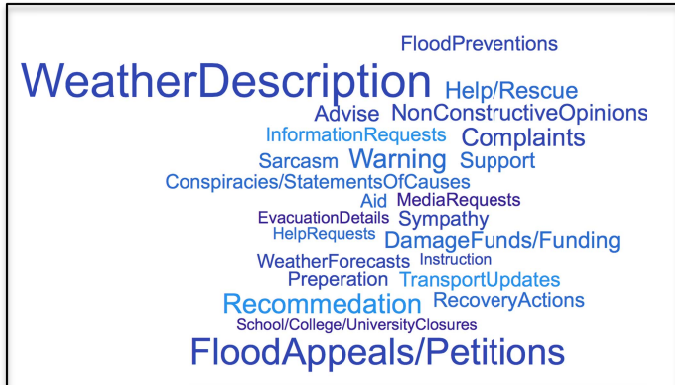 FloodPreventions
WeatherDescription Help/Rescue
Advise NonConstructiveOpinions
InformationRequests Complaints
Sarcasm Warning Support
Conspiracies/StatementsOfCauses
Aid MediaRequests
EvacuationDetails Sympathy
HelpRequests DamageFunds/Funding
WeatherForecasts Instruction
Preperation TransportUpdates
Recommedation RecoveryActions
School/College/UniversityClosures
FloodAppeals/Petitions